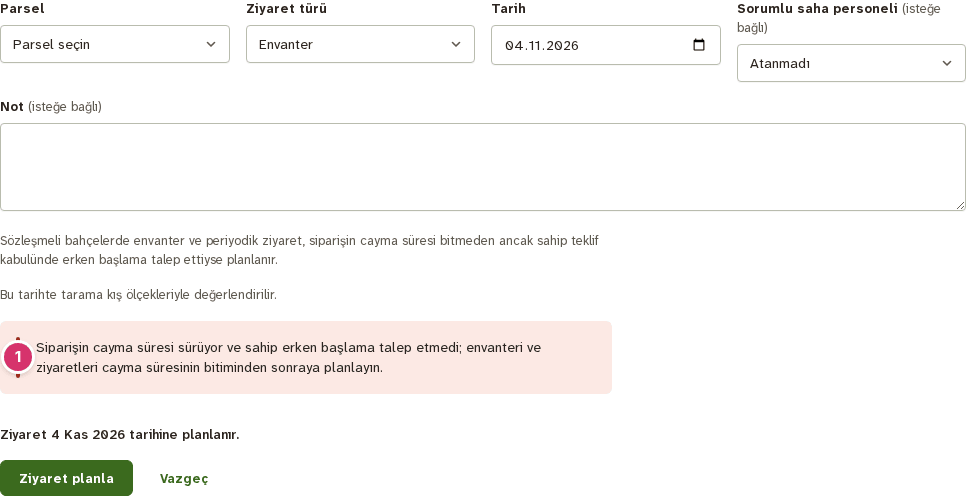 Parsel
Ziyaret türü
Tarih
Sorumlu saha personeli (isteğe bağlı)
Parsel seçin
Envanter
04.11.2026
Atanmadı
Not (isteğe bağlı)
Sözleşmeli bahçelerde envanter ve periyodik ziyaret, siparişin cayma süresi bitmeden ancak sahip teklif
kabulünde erken başlama talep ettiyse planlanır.
Bu tarihte tarama kış ölçekleriyle değerlendirilir.
1
Siparişin cayma süresi sürüyor ve sahip erken başlama talep etmedi; envanteri ve
ziyaretleri cayma süresinin bitiminden sonraya planlayın.
Ziyaret 4 Kas 2026 tarihine planlanır.
Ziyaret planla
Vazgeç